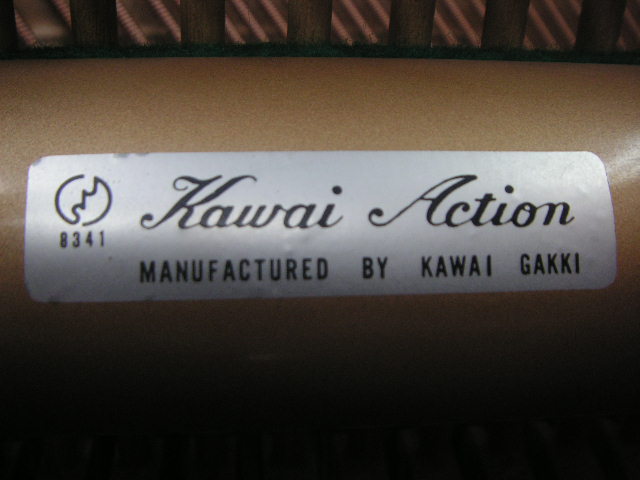 Kawai Action
8341
MANUFACTURED BY KAWAI GAKKI